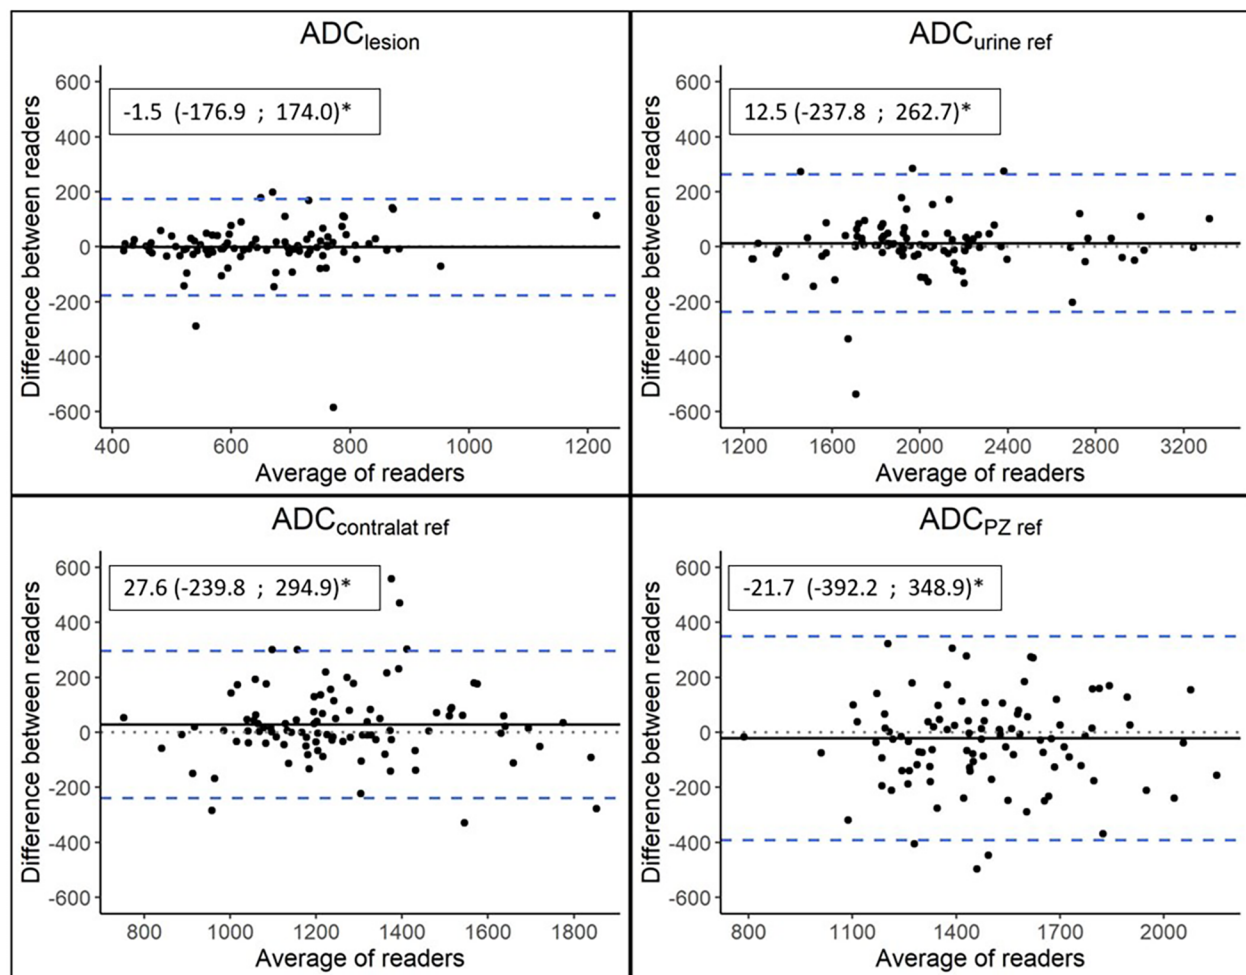 ADClesion
600
400
200
0
-200
-400
-600
-1.5 (-176.9 ; 174.0)*
Difference between readers
400 600 800 1000 1200
Average of readers
ADCurine ref
600
400
200
0
-200
-400
-600
12.5 (-237.8 ; 262.7)*
Difference between readers
1200 1600 2000 2400 2800 3200
Average of readers
ADCcontralat ref
600
400
200
0
-200
-400
-600
27.6 (-239.8 ; 294.9)*
Difference between readers
800 1000 1200 1400 1600 1800
Average of readers
ADCPZ ref
600
400
200
0
-200
-400
-600
-21.7 (-392.2 ; 348.9)*
Difference between readers
800 1100 1400 1700 2000
Average of readers